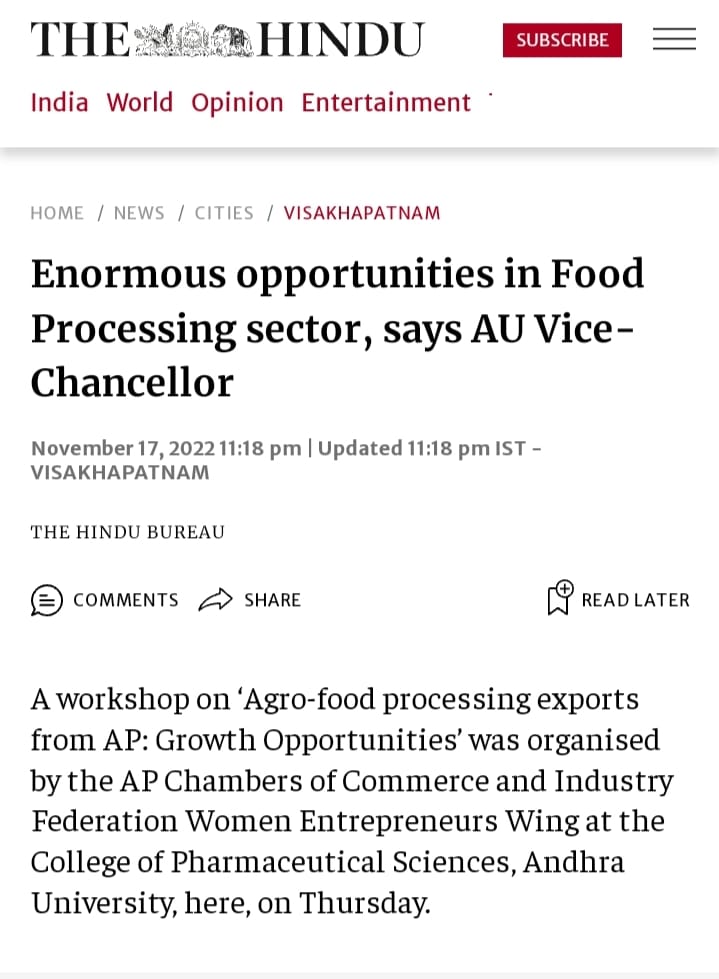 THE HINDU
SUBSCRIBE
India World Opinion Entertainment
HOME / NEWS / CITIES / VISAKHAPATNAM
Enormous opportunities in Food
Processing sector, says AU Vice-
Chancellor
November 17, 2022 11:18 pm | Updated 11:18 pm IST -
VISAKHAPATNAM
THE HINDU BUREAU
COMMENTS SHARE READ LATER
A workshop on ‘Agro-food processing exports
from AP: Growth Opportunities’ was organised
by the AP Chambers of Commerce and Industry
Federation Women Entrepreneurs Wing at the
College of Pharmaceutical Sciences, Andhra
University, here, on Thursday.